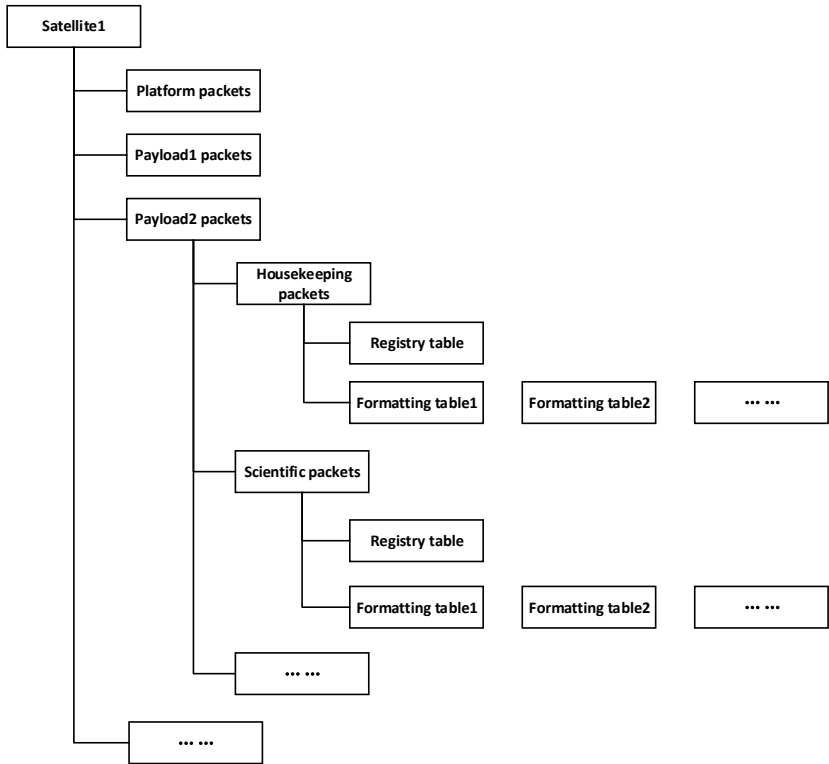 Satellite1
Platform packets
Payload1 packets
Payload2 packets
Housekeeping
packets
Registry table
Formatting table1
Formatting table2
... ...
Scientific packets
Registry table
Formatting table1
Formatting table2
... ...
... ...
... ...